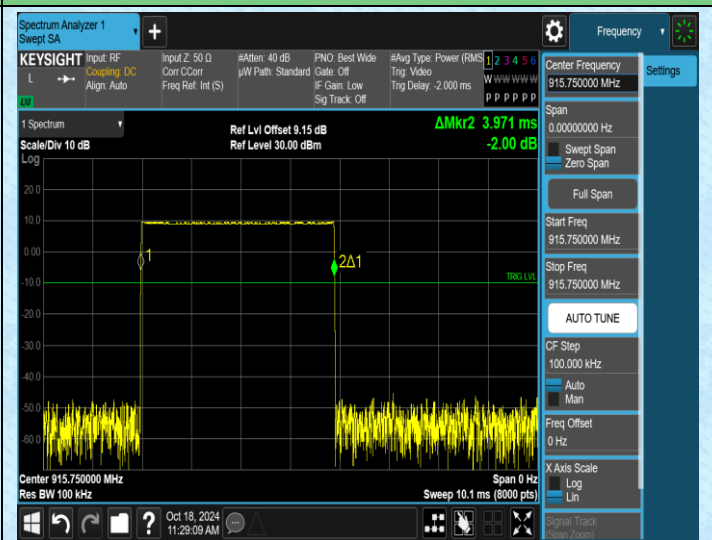 Spectrum Analyzer 1
Swept SA
Frequency
KEYSIGHT
L
LXI
Input: RF
Coupling: DC
Align: Auto
Input Z: 50 Ω
Corr CCorr
Freq Ref: Int (S)
#Atten: 40 dB
µW Path: Standard
PNO: Best Wide
Gate: Off
IF Gain: Low
Sig Track: Off
#Avg Type: Power (RMS
Trig: Video
Trig Delay: -2.000 ms
1 2 3 4 5 6
W W W W W W
P P P P P P
1 Spectrum
Scale/Div 10 dB
Ref Lvl Offset 9.15 dB
Ref Level 30.00 dBm
ΔMkr2 3.971 ms
-2.00 dB
Log
20.0
10.0
0.00
-10.0
-20.0
-30.0
-40.0
-50.0
-60.0
1
2Δ1
TRIG LVL
Center 915.750000 MHz
Res BW 100 kHz
Span 0 Hz
Sweep 10.1 ms (8000 pts)
Center Frequency
915.750000 MHz
Settings
Span
0.00000000 Hz
Swept Span
Zero Span
Full Span
Start Freq
915.750000 MHz
Stop Freq
915.750000 MHz
AUTO TUNE
CF Step
100.000 kHz
Auto
Man
Freq Offset
0 Hz
X Axis Scale
Log
Lin
Signal Track
(Span Zoom)
?
Oct 18, 2024
11:29:09 AM